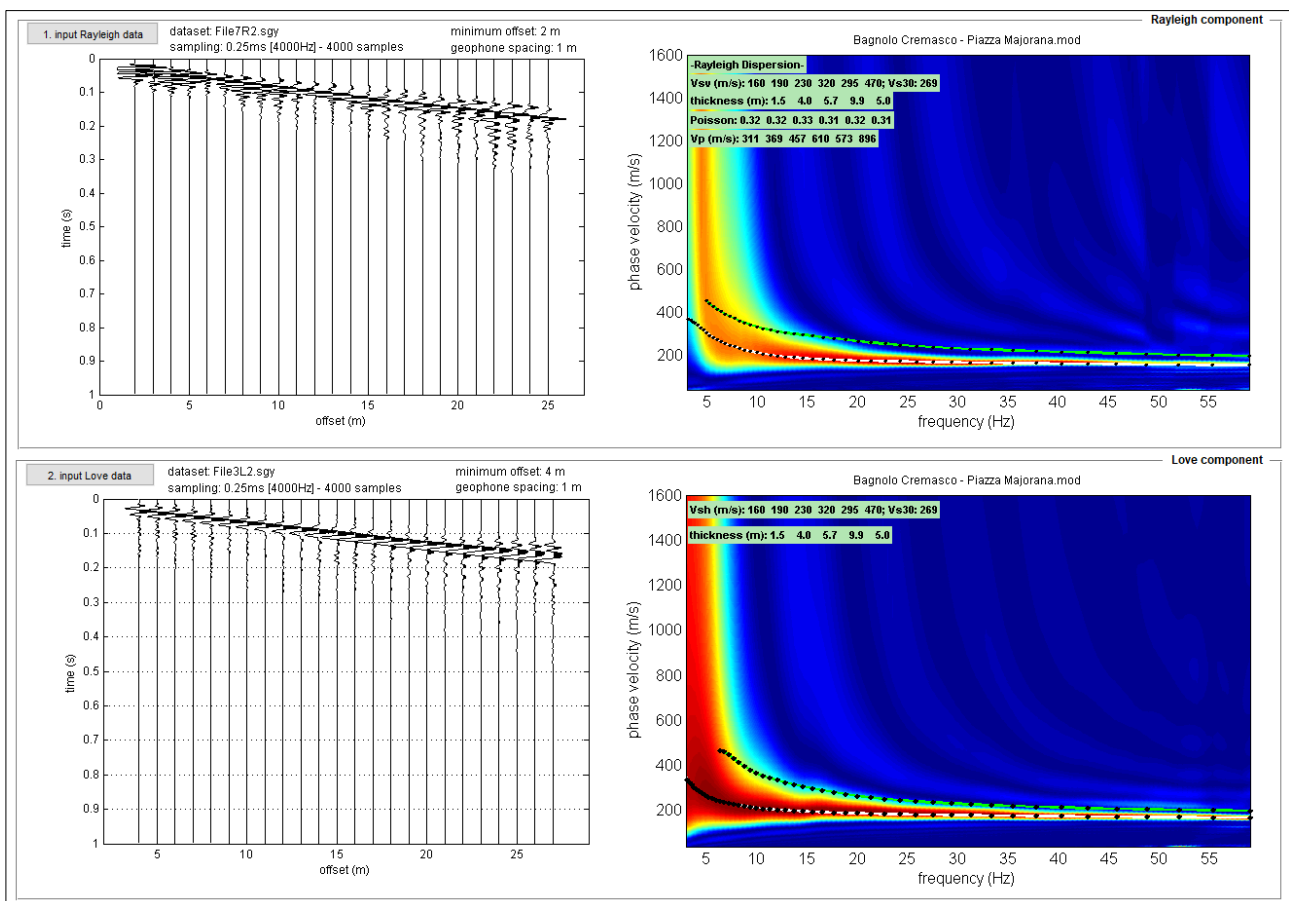 Rayleigh component
1. input Rayleigh data
dataset: File7R2.sgy
minimum offset: 2 m
sampling: 0.25ms [4000Hz] - 4000 samples
geophone spacing: 1 m
0
0.1
0.2
0.3
0.4
0.5
0.6
0.7
0.8
0.9
1
time (s)
0 5 10 15 20 25
offset (m)
Bagnolo Cremasco - Piazza Majorana.mod
-Rayleigh Dispersion-
Vsv (m/s): 160 190 230 320 295 470; Vs30: 269
thickness (m): 1.5 4.0 5.7 9.9 5.0
Poisson: 0.32 0.32 0.33 0.31 0.32 0.31
Vp (m/s): 311 369 457 610 573 896
1600
1400
1200
1000
800
600
400
200
phase velocity (m/s)
5 10 15 20 25 30 35 40 45 50 55
frequency (Hz)
Love component
2. input Love data
dataset: File3L2.sgy
minimum offset: 4 m
sampling: 0.25ms [4000Hz] - 4000 samples
geophone spacing: 1 m
0
0.1
0.2
0.3
0.4
0.5
0.6
0.7
0.8
0.9
1
time (s)
5 10 15 20 25
offset (m)
Bagnolo Cremasco - Piazza Majorana.mod
Vsh (m/s): 160 190 230 320 295 470; Vs30: 269
thickness (m): 1.5 4.0 5.7 9.9 5.0
1600
1400
1200
1000
800
600
400
200
phase velocity (m/s)
5 10 15 20 25 30 35 40 45 50 55
frequency (Hz)